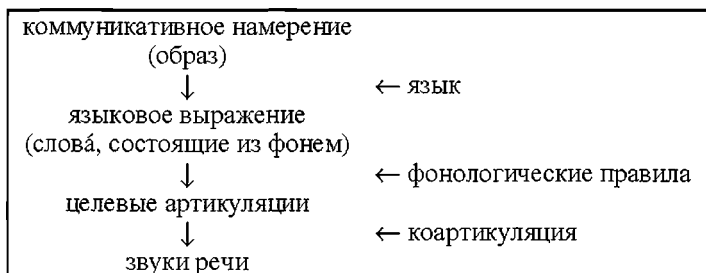 коммуникативное намерение
(образ)
↓ ← язык
языковое выражение
(слова́, состоящие из фонем)
↓ ← фонологические правила
целевые артикуляции
↓ ← коартикуляция
звуки речи